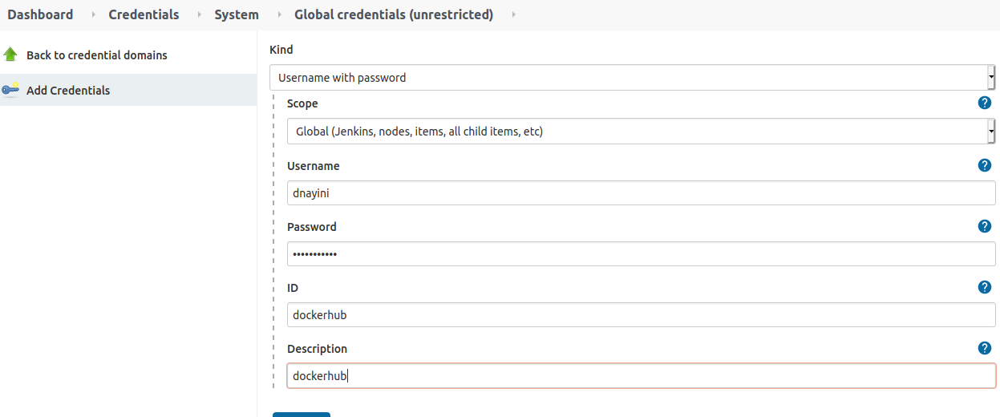 Dashboard Credentials System Global credentials (unrestricted)
Back to credential domains
Add Credentials
Kind
Username with password
Scope
Global (Jenkins, nodes, items, all child items, etc)
Username
dnayini
Password
•••••••••••
ID
dockerhub
Description
dockerhub